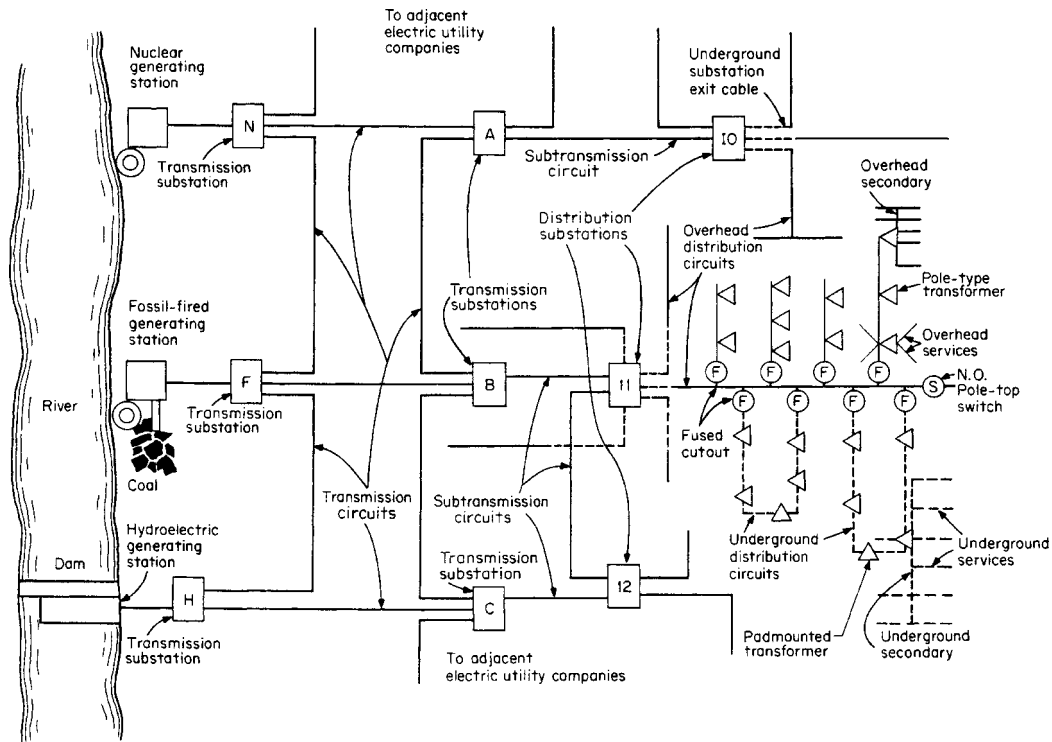 To adjacent
electric utility
companies
Nuclear
generating
station
Underground
substation
exit cable
N
A
IO
Transmission
substation
Subtransmission
circuit
Overhead
secondary
Distribution
substations
Overhead
distribution
circuits
Pole-type
transformer
Transmission
substations
Fossil-fired
generating
station
Overhead
services
F
B
11
F
F
F
F
S
N.O.
Pole-top
switch
Transmission
substation
River
F
F
F
F
Fused
cutout
Coal
Transmission
circuits
Subtransmission
circuits
Underground
distribution
circuits
Underground
services
Hydroelectric
generating
station
Dam
Transmission
substation
H
C
12
Transmission
substation
Padmounted
transformer
Underground
secondary
To adjacent
electric utility companies